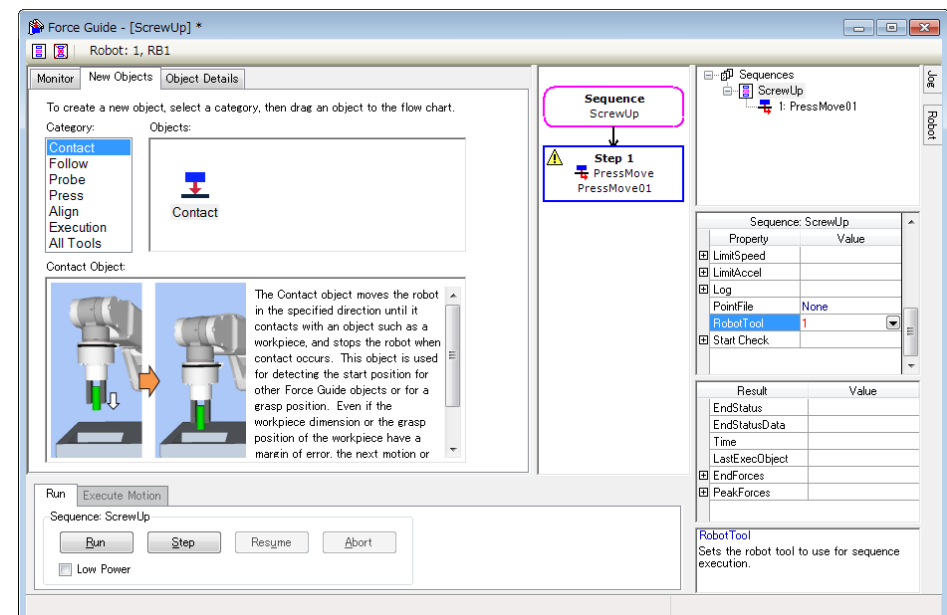 Force Guide - [ScrewUp] *
Robot: 1, RB1
Monitor
New Objects
Object Details
To create a new object, select a category, then drag an object to the flow chart.
Category:
Objects:
Contact
Follow
Probe
Press
Align
Execution
All Tools
Contact
Contact Object:
The Contact object moves the robot
in the specified direction until it
contacts with an object such as a
workpiece, and stops the robot when
contact occurs. This object is used
for detecting the start position for
other Force Guide objects or for a
grasp position. Even if the
workpiece dimension or the grasp
position of the workpiece have a
margin of error, the next motion or
Run
Execute Motion
Sequence: ScrewUp
Run
Step
Resume
Abort
Low Power
Sequence
ScrewUp
Step 1
PressMove
PressMove01
Sequences
ScrewUp
1: PressMove01
Sequence: ScrewUp
Property Value
LimitSpeed
LimitAccel
Log
PointFile None
RobotTool 1
Start Check
Result Value
EndStatus
EndStatusData
Time
LastExecObject
EndForces
PeakForces
RobotTool
Sets the robot tool to use for sequence
execution.
Jog
Robot